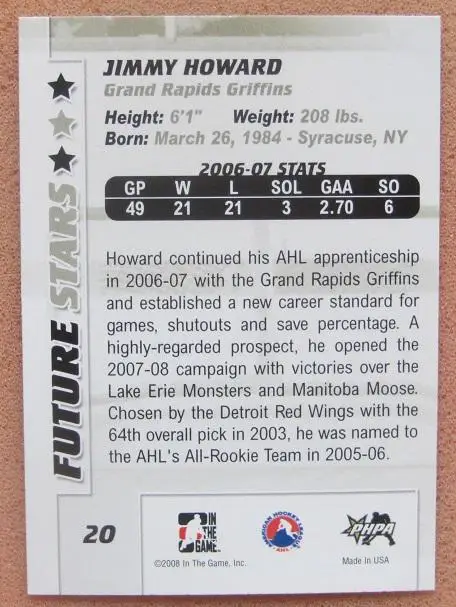 JIMMY HOWARD
Grand Rapids Griffins
Height: 6'1" Weight: 208 lbs.
Born: March 26, 1984 - Syracuse, NY
2006-07 STATS
GP W L SOL GAA SO
49 21 21 3 2.70 6
Howard continued his AHL apprenticeship
in 2006-07 with the Grand Rapids Griffins
and established a new career standard for
games, shutouts and save percentage. A
highly-regarded prospect, he opened the
2007-08 campaign with victories over the
Lake Erie Monsters and Manitoba Moose.
Chosen by the Detroit Red Wings with the
64th overall pick in 2003, he was named to
the AHL's All-Rookie Team in 2005-06.
FUTURE STARS
20
IN
THE
GAME
©2008 In The Game, Inc.
AMERICAN HOCKEY LEAGUE
AHL
PHPA
Made In USA